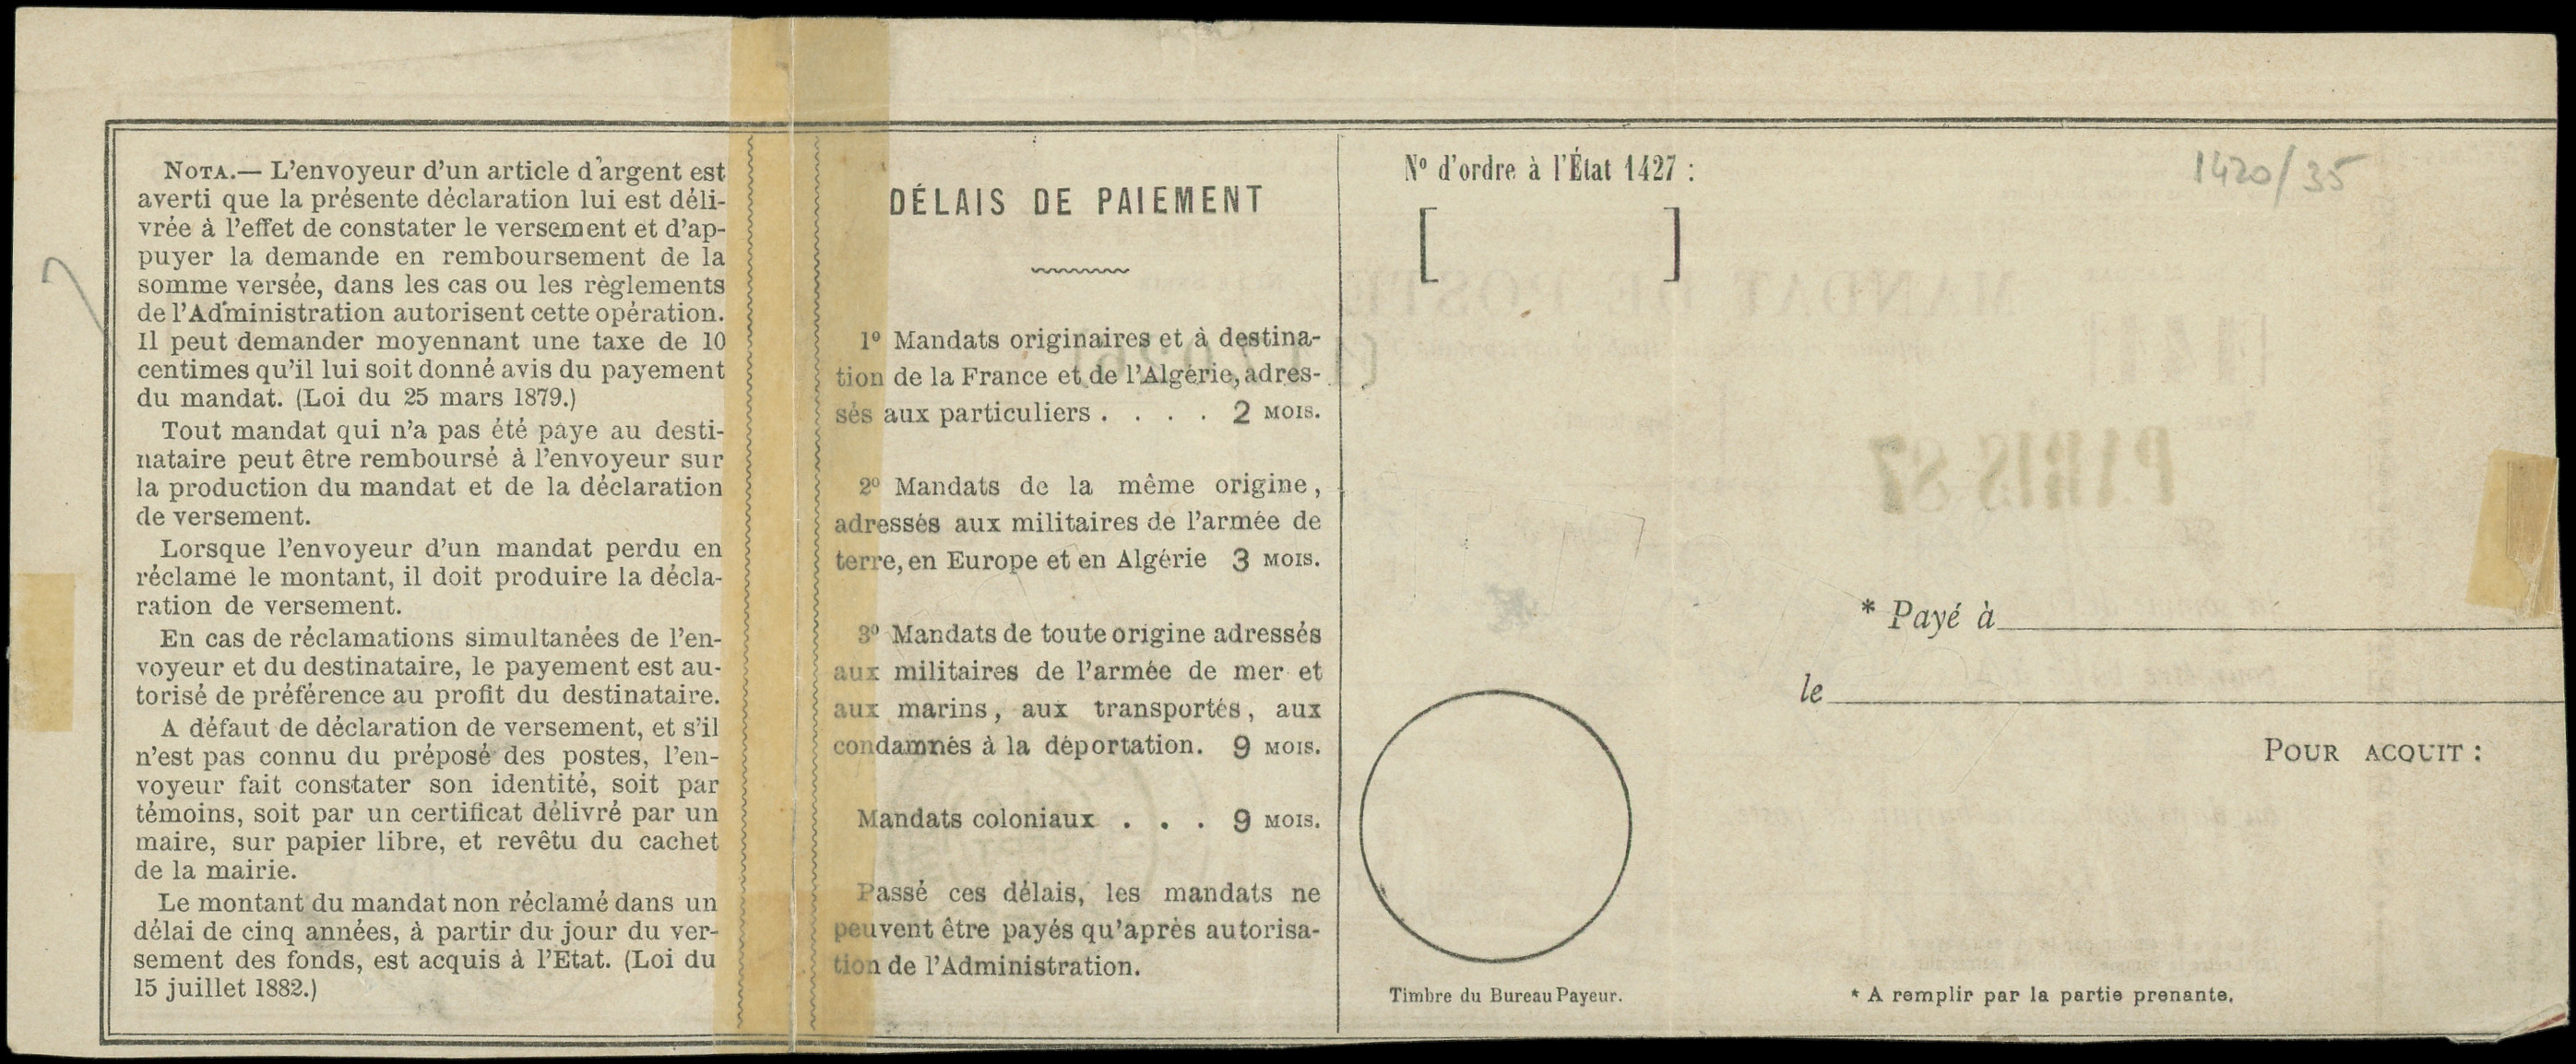 NOTA.— L'envoyeur d'un article d'argent est
averti que la présente déclaration lui est déli-
vrée à l'effet de constater le versement et d'ap-
puyer la demande en remboursement de la
somme versée, dans les cas ou les règlements
de l'Administration autorisent cette opération.
Il peut demander moyennant une taxe de 10
centimes qu'il lui soit donné avis du payement
du mandat. (Loi du 25 mars 1879.)
Tout mandat qui n'a pas été paye au desti-
nataire peut être remboursé à l'envoyeur sur
la production du mandat et de la déclaration
de versement.
Lorsque l'envoyeur d'un mandat perdu en
réclame le montant, il doit produire la décla-
ration de versement.
En cas de réclamations simultanées de l'en-
voyeur et du destinataire, le payement est au-
torisé de préférence au profit du destinataire.
A défaut de déclaration de versement, et s'il
n'est pas connu du préposé des postes, l'en-
voyeur fait constater son identité, soit par
témoins, soit par un certificat délivré par un
maire, sur papier libre, et revêtu du cachet
de la mairie.
Le montant du mandat non réclamé dans un
délai de cinq années, à partir du jour du ver-
sement des fonds, est acquis à l'Etat. (Loi du
15 juillet 1882.)
DÉLAIS DE PAIEMENT
1º Mandats originaires et à destina-
tion de la France et de l'Algérie, adres-
sés aux particuliers . . . . 2 MOIS.
2º Mandats de la même origine,
adressés aux militaires de l'armée de
terre, en Europe et en Algérie 3 MOIS.
3º Mandats de toute origine adressés
aux militaires de l'armée de mer et
aux marins, aux transportés, aux
condamnés à la déportation. 9 MOIS.
Mandats coloniaux . . . 9 MOIS.
Passé ces délais, les mandats ne
peuvent être payés qu'après autorisa-
tion de l'Administration.
Nº d'ordre à l'État 1427 :
[ ]
1420/35
MANDAT DE POSTE
PARIS 87
* Payé à
le
POUR ACQUIT :
Timbre du Bureau Payeur.
* A remplir par la partie prenante.